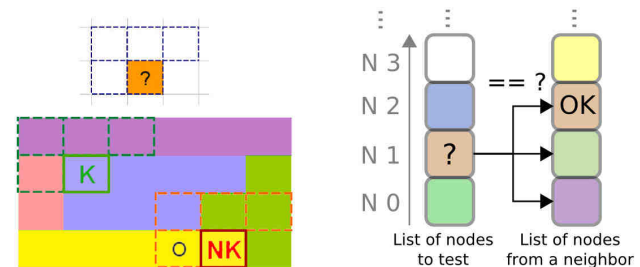 ?
K
O NK
N 3
== ?
N 2
OK
N 1
?
N 0
List of nodes
to test
List of nodes
from a neighbor